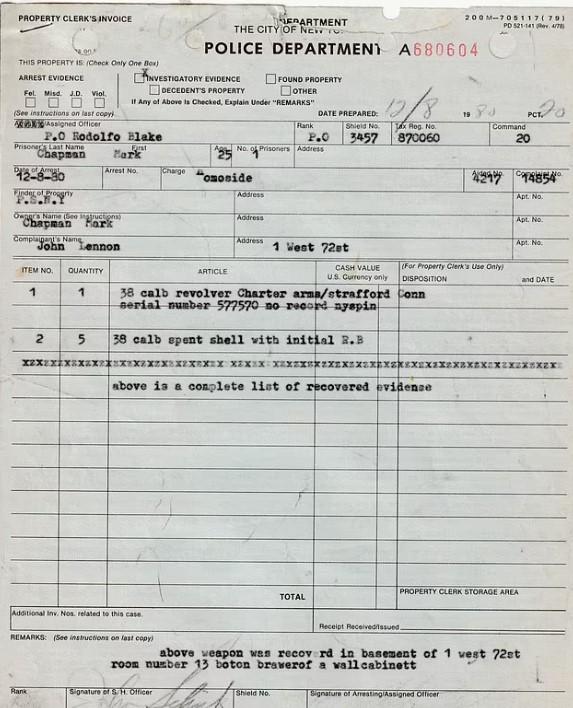 PROPERTY CLERK'S INVOICE
DEPARTMENT
200M-705117(79)
THE CITY OF NEW
PD 521-141 (Rev. 4/78)
POLICE DEPARTMENT A680604
THIS PROPERTY IS: (Check Only One Box)
ARREST EVIDENCE X INVESTIGATORY EVIDENCE FOUND PROPERTY
Fel. Misd. J.D. Viol. DECEDENT'S PROPERTY OTHER
If Any of Above is Checked, Explain Under "REMARKS"
(See instructions on last copy) DATE PREPARED: 12/8 19 80 PCT. 20
/Assigned Officer Rank Shield No. Tax Reg. No. Command
P.O Rodolfo Blake P.O 3457 870060 20
Prisoner's Last Name First Age No. of Prisoners Address
Chapman Mark 25 1
Date of Arrest Arrest No. Charge Aided No. Complaint No.
12-8-80 omoside 4217 14854
Finder of Property Address Apt. No.
P.S.N.Y
Owner's Name (See Instructions) Address Apt. No.
Chapman Mark
Complainant's Name Address Apt. No.
John Lennon 1 West 72st
ITEM NO. QUANTITY ARTICLE CASH VALUE U.S. Currency only (For Property Clerk's Use Only) DISPOSITION and DATE
1 1 38 calb revolver Charter arms/strafford Conn
serial number 577570 no record nyspin
2 5 38 calb spent shell with initial R.B
above is a complete list of recovered evidense
TOTAL PROPERTY CLERK STORAGE AREA
Additional Inv. Nos. related to this case.
Receipt Received/Issued
REMARKS: (See instructions on last copy)
above weapon was recov rd in basement of 1 west 72st
room number 13 boton brawerof a wallcabinett
Rank Signature of S.H. Officer Shield No. Signature of Arresting/Assigned Officer